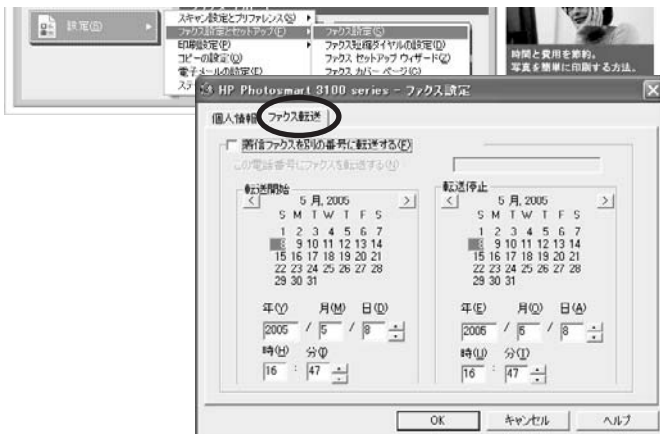 設定(S)
スキャン設定とプリファレンス(S)
ファクス設定とセットアップ(F)
印刷設定(P)
コピーの設定(O)
電子メールの設定(E)
ファクス設定(S)
ファクス短縮ダイヤルの設定(D)
ファクス セットアップ ウィザード(Z)
ファクス カバー ページ(C)
時間と費用を節約。
写真を簡単に印刷する方法。
HP Photosmart 3100 series - ファクス設定
個人情報 ファクス転送
着信ファクスを別の番号に転送する(F)
この電話番号にファクスを転送する(N)
転送開始
5 月, 2005
S M T W T F S
1 2 3 4 5 6 7
8 9 10 11 12 13 14
15 16 17 18 19 20 21
22 23 24 25 26 27 28
29 30 31
年(Y) 月(M) 日(D)
2005 / 5 / 8
時(H) 分(I)
16 : 47
転送停止
5 月, 2005
S M T W T F S
1 2 3 4 5 6 7
8 9 10 11 12 13 14
15 16 17 18 19 20 21
22 23 24 25 26 27 28
29 30 31
年(E) 月(O) 日(A)
2005 / 5 / 8
時(U) 分(T)
16 : 47
OK キャンセル ヘルプ